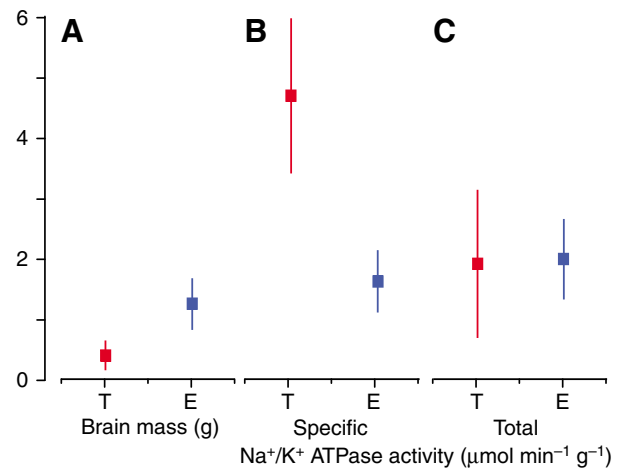 A B C
6
4
2
0
T E T E T E
Brain mass (g) Specific Total
Na⁺/K⁺ ATPase activity (μmol min⁻¹ g⁻¹)